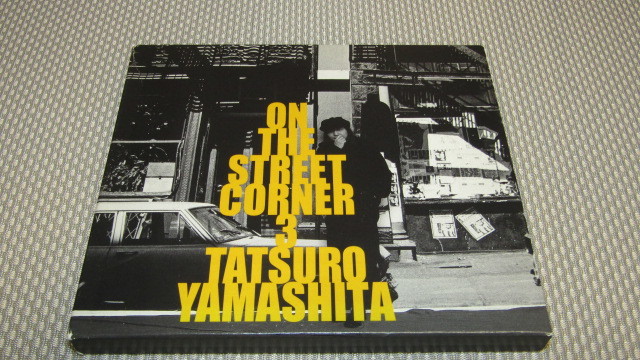 ON
THE
STREET
CORNER
3
TATSURO
YAMASHITA